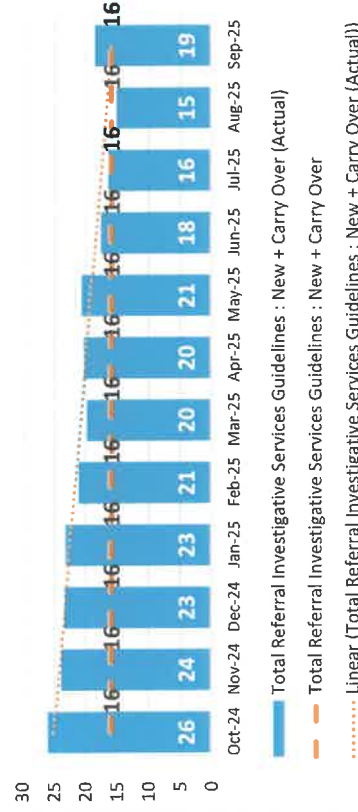 30
25
20
15
10
5
0
16 16 16 16 16 16 16 16 16 16 16 16
26 24 23 23 21 20 20 21 18 16 15 19
Oct-24 Nov-24 Dec-24 Jan-25 Feb-25 Mar-25 Apr-25 May-25 Jun-25 Jul-25 Aug-25 Sep-25
Total Referral Investigative Services Guidelines : New + Carry Over (Actual)
Total Referral Investigative Services Guidelines : New + Carry Over
Linear (Total Referral Investigative Services Guidelines : New + Carry Over (Actual))